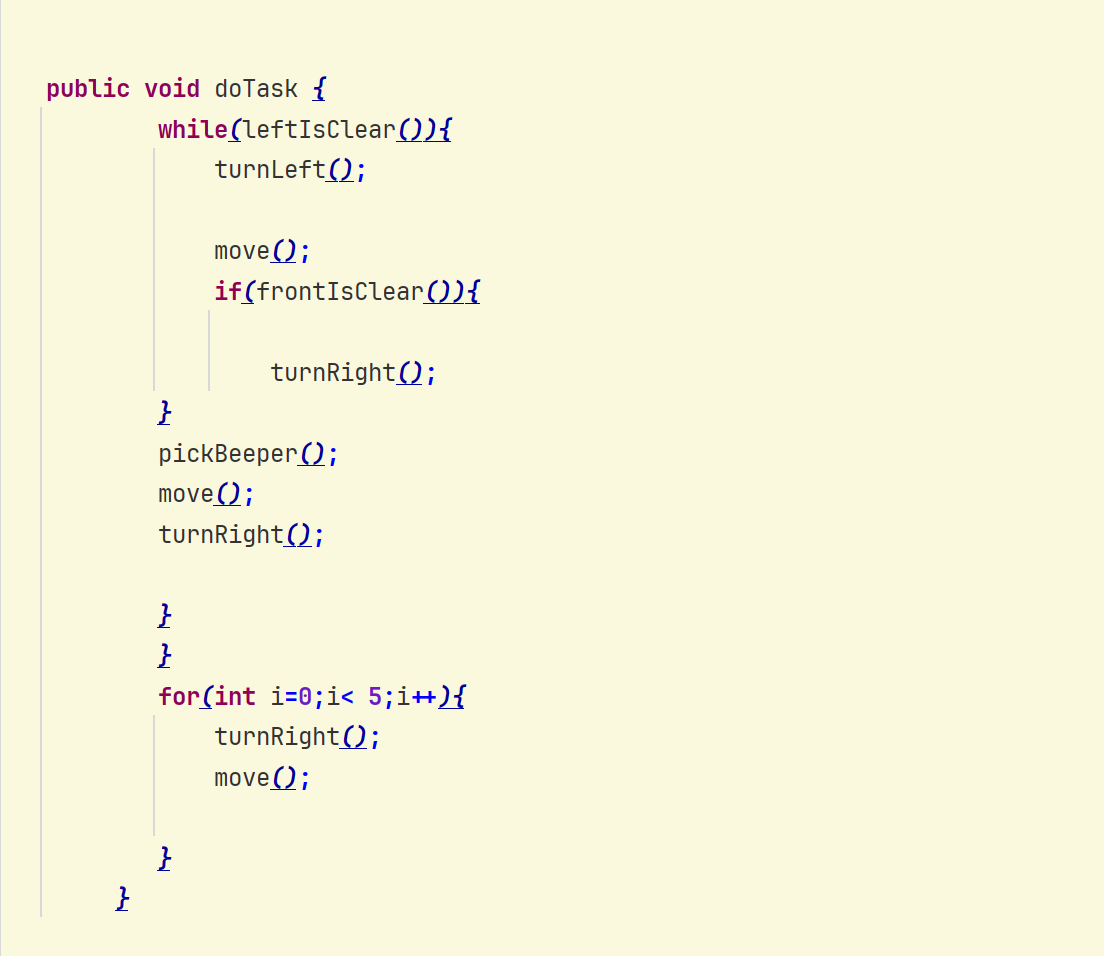 public void doTask {
while(leftIsClear()){
turnLeft();
move();
if(frontIsClear()){
turnRight();
}
pickBeeper();
move();
turnRight();
}
}
for(int i=0;i< 5;i++){
turnRight();
move();
}
}